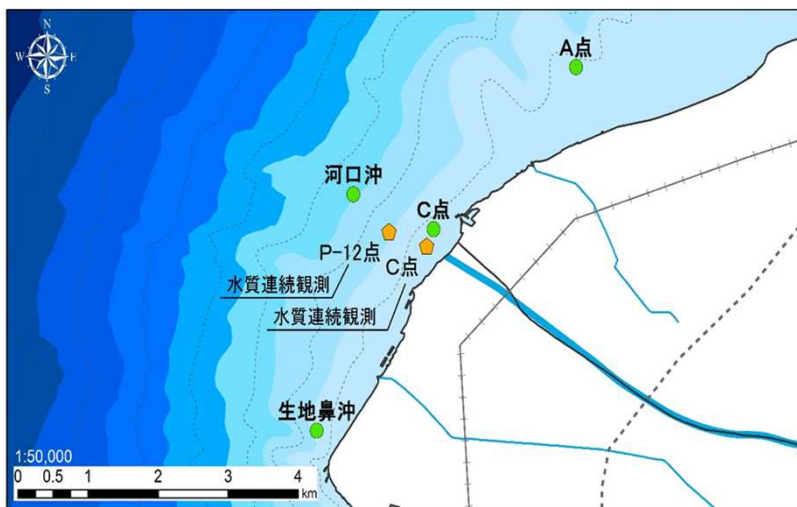 N
W
E
S
A点
河口沖
C点
P-12点
C点
水質連続観測
水質連続観測
生地鼻沖
1:50,000
0 0.5 1 2 3 4
km